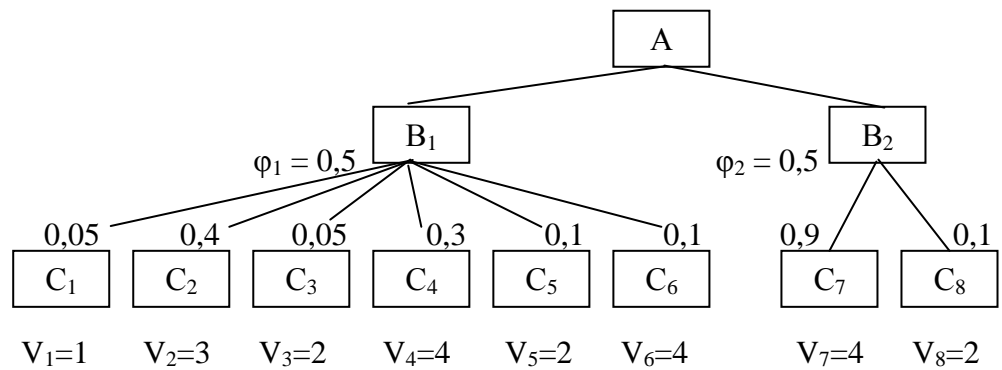 A
B₁ B₂
φ₁ = 0,5 φ₂ = 0,5
0,05 0,4 0,05 0,3 0,1 0,1 0,9 0,1
C₁ C₂ C₃ C₄ C₅ C₆ C₇ C₈
V₁=1 V₂=3 V₃=2 V₄=4 V₅=2 V₆=4 V₇=4 V₈=2